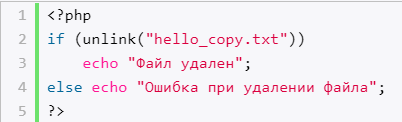 1 <?php
2 if (unlink("hello_copy.txt"))
3     echo "Файл удален";
4 else echo "Ошибка при удалении файла";
5 ?>